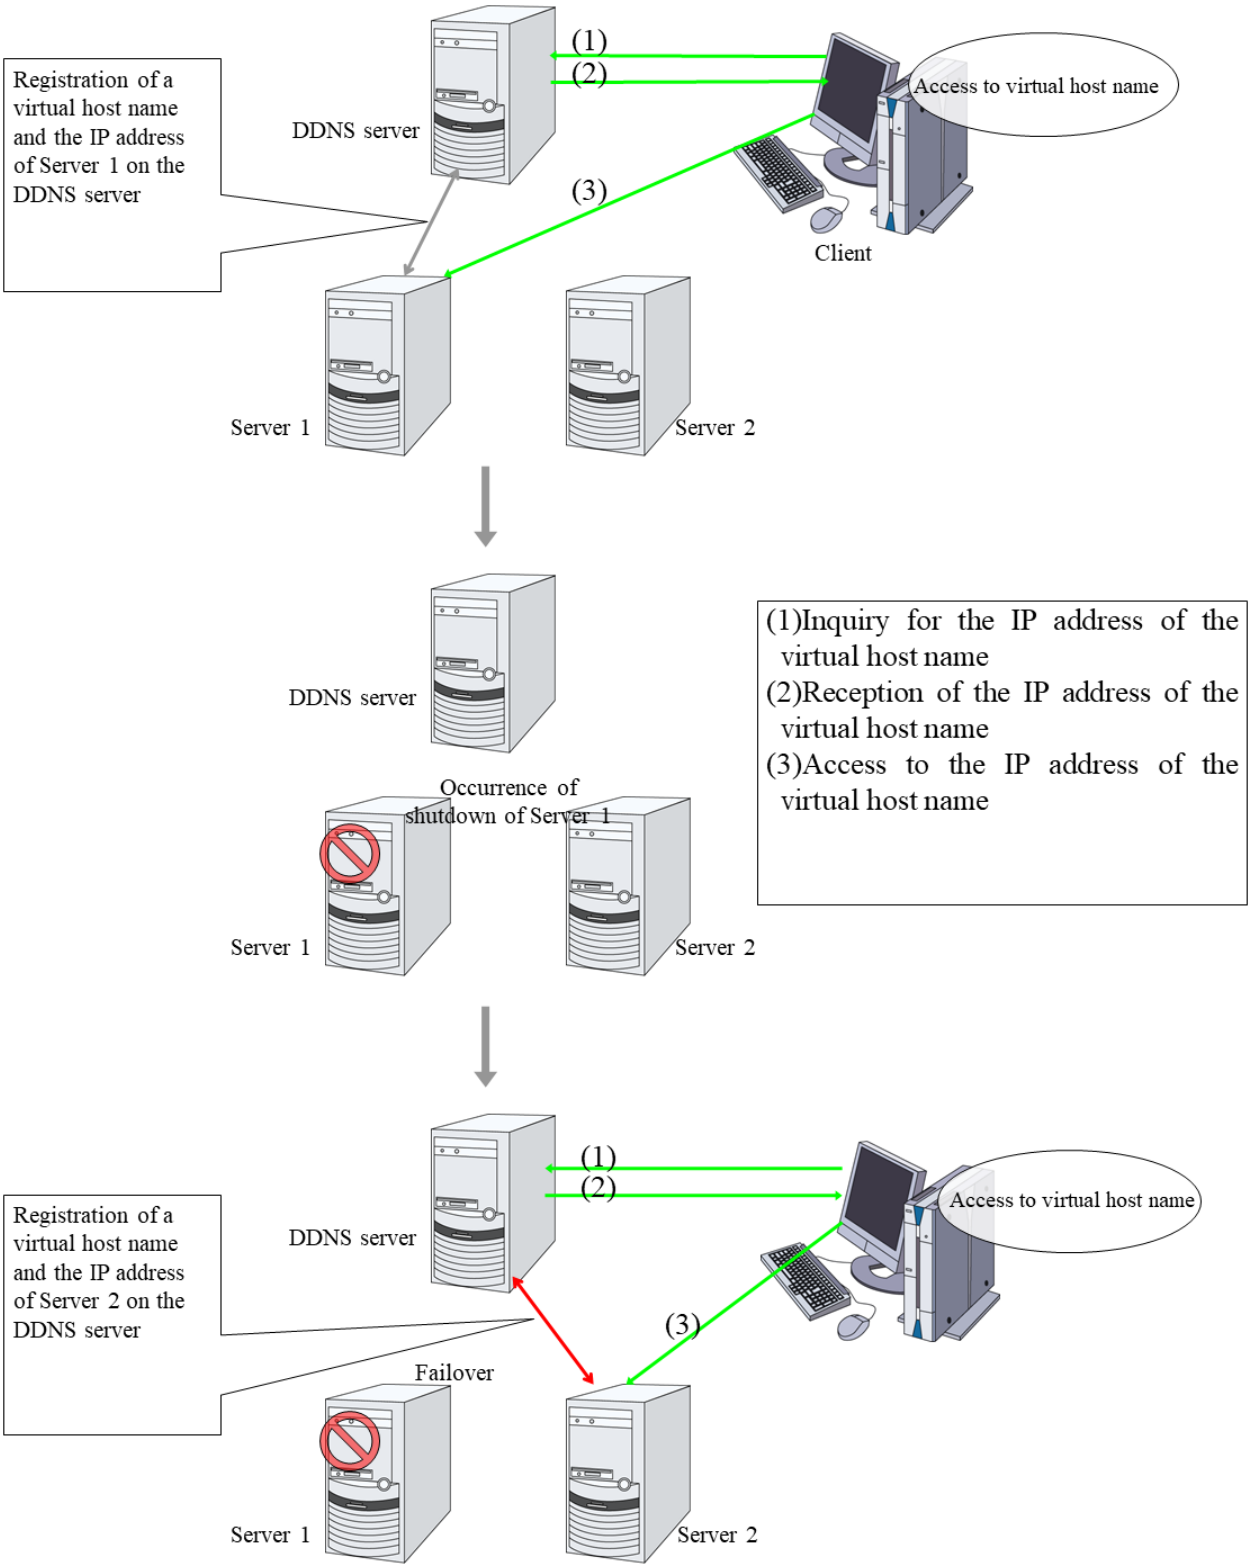 (1)
(2)
Access to virtual host name
Registration of a
virtual host name
and the IP address
of Server 1 on the
DDNS server
DDNS server
(3)
Client
Server 1
Server 2
DDNS server
(1)Inquiry for the IP address of the
virtual host name
(2)Reception of the IP address of the
virtual host name
(3)Access to the IP address of the
virtual host name
Occurrence of
shutdown of Server 1
Server 1
Server 2
(1)
(2)
Access to virtual host name
Registration of a
virtual host name
and the IP address
of Server 2 on the
DDNS server
DDNS server
(3)
Failover
Server 1
Server 2